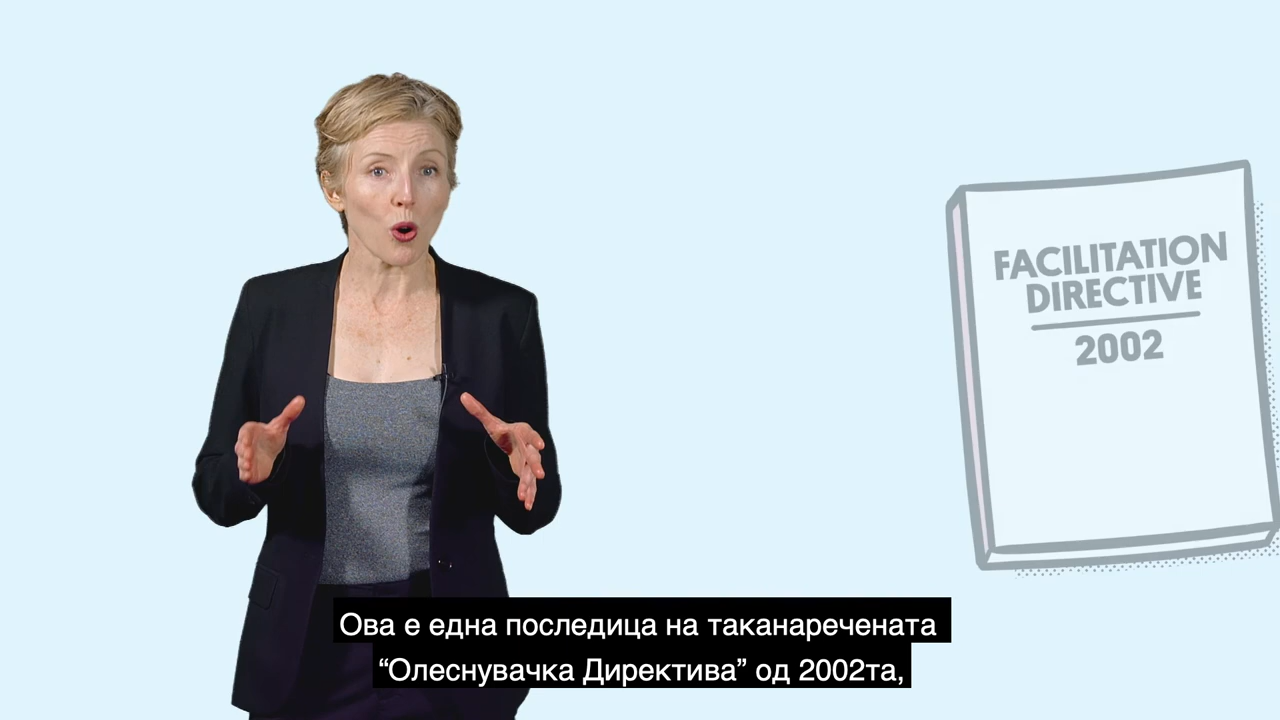 FACILITATION
DIRECTIVE
2002
Ова е една последица на таканаречената
“Олеснувачка Директива” од 2002та,